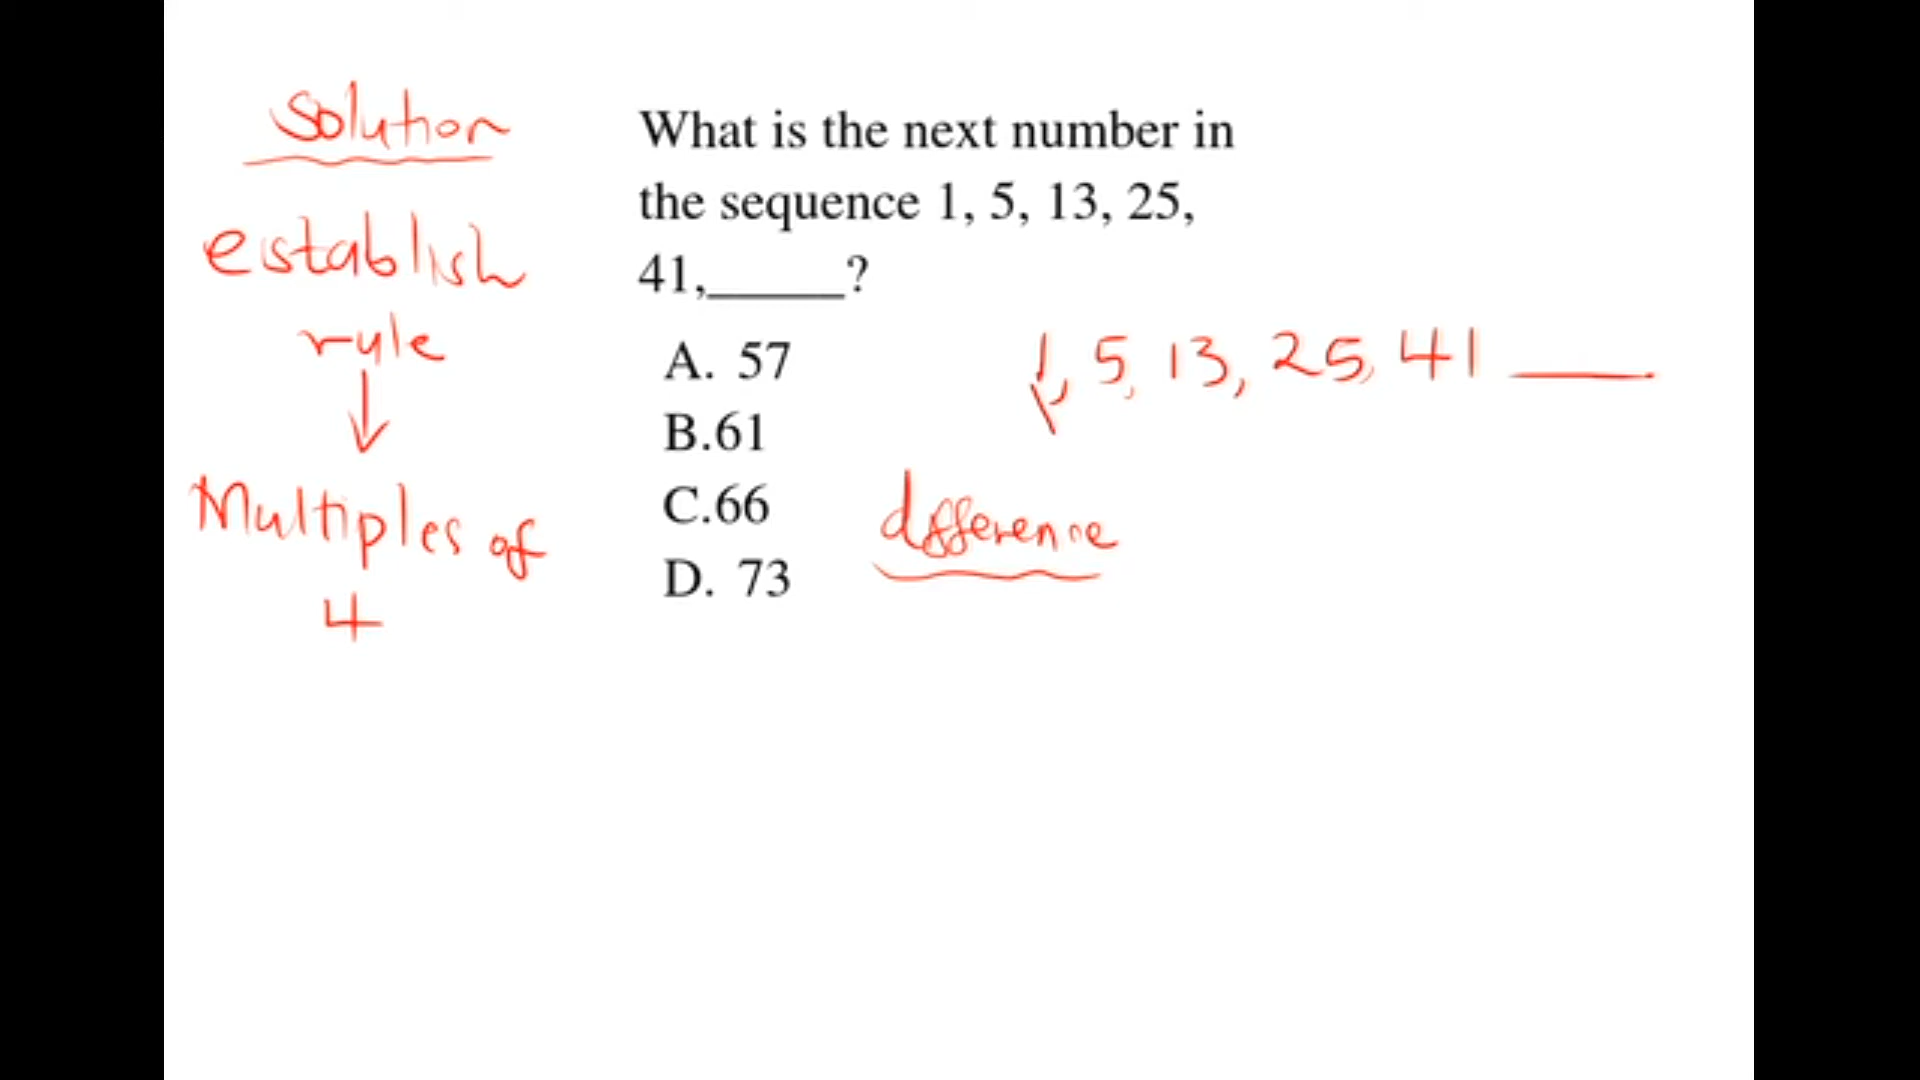 Solution
establish
rule
Multiples of
4
What is the next number in
the sequence 1, 5, 13, 25,
41,_____?
A. 57
B.61
C.66
D. 73
1, 5, 13, 25, 41 ____
difference